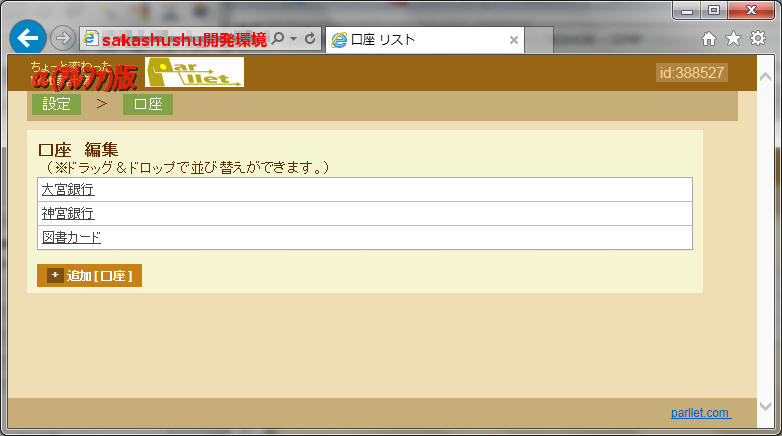 sakashushu開発環境
口座 リスト
ちょーと変わった
α(アルファ)版
Par
llet
id:388527
設定 > 口座
口座 編集
(※ドラッグ＆ドロップで並び替えができます。)
大宮銀行
神宮銀行
図書カード
+ 追加[口座]
parllet.com